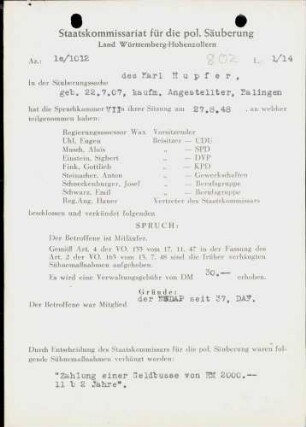 Staatskommissariat für die pol. Säuberung
Land Württemberg-Hohenzollern
Az.: 1e/1012 802 L. 1/14
des Karl Hupfer,
In der Säuberungssache
geb. 22.7.07, kaufm. Angestellter, Balingen
hat die Spruchkammer VII in ihrer Sitzung am 27.8.48, an welcher
teilgenommen haben:
Regierungsassessor Wax Vorsitzender
Uhl, Eugen Beisitzer - CDU
Mauch, Alois „ - SPD
Einstein, Sigbert „ - DVP
Fink, Gottlieb „ - KPD
Steinacher, Anton „ - Gewerkschaften
Schneckenburger, Josef „ - Berufsgruppe
Schwarz, Emil „ - Berufsgruppe
Reg.Ang. Hauer Vertreter des Staatskommissars
beschlossen und verkündet folgenden
SPRUCH:
Der Betroffene ist Mitläufer.
Gemäß Art. 4 der VO. 133 vom 17. 11. 47 in der Fassung des
Art. 2 der VO. 165 vom 15. 7. 48 sind die früher verhängten
Sühnemaßnahmen aufgehoben.
Es wird eine Verwaltungsgebühr von DM 30.-- erhoben.
Gründe:
Der Betroffene war Mitglied der NSDAP seit 37, DAF.
Durch Entscheidung des Staatskommissars für die pol. Säuberung waren fol-
gende Sühnemaßnahmen verhängt worden:
"Zahlung einer Geldbusse von RM 2000.--
11 b 2 Jahre".